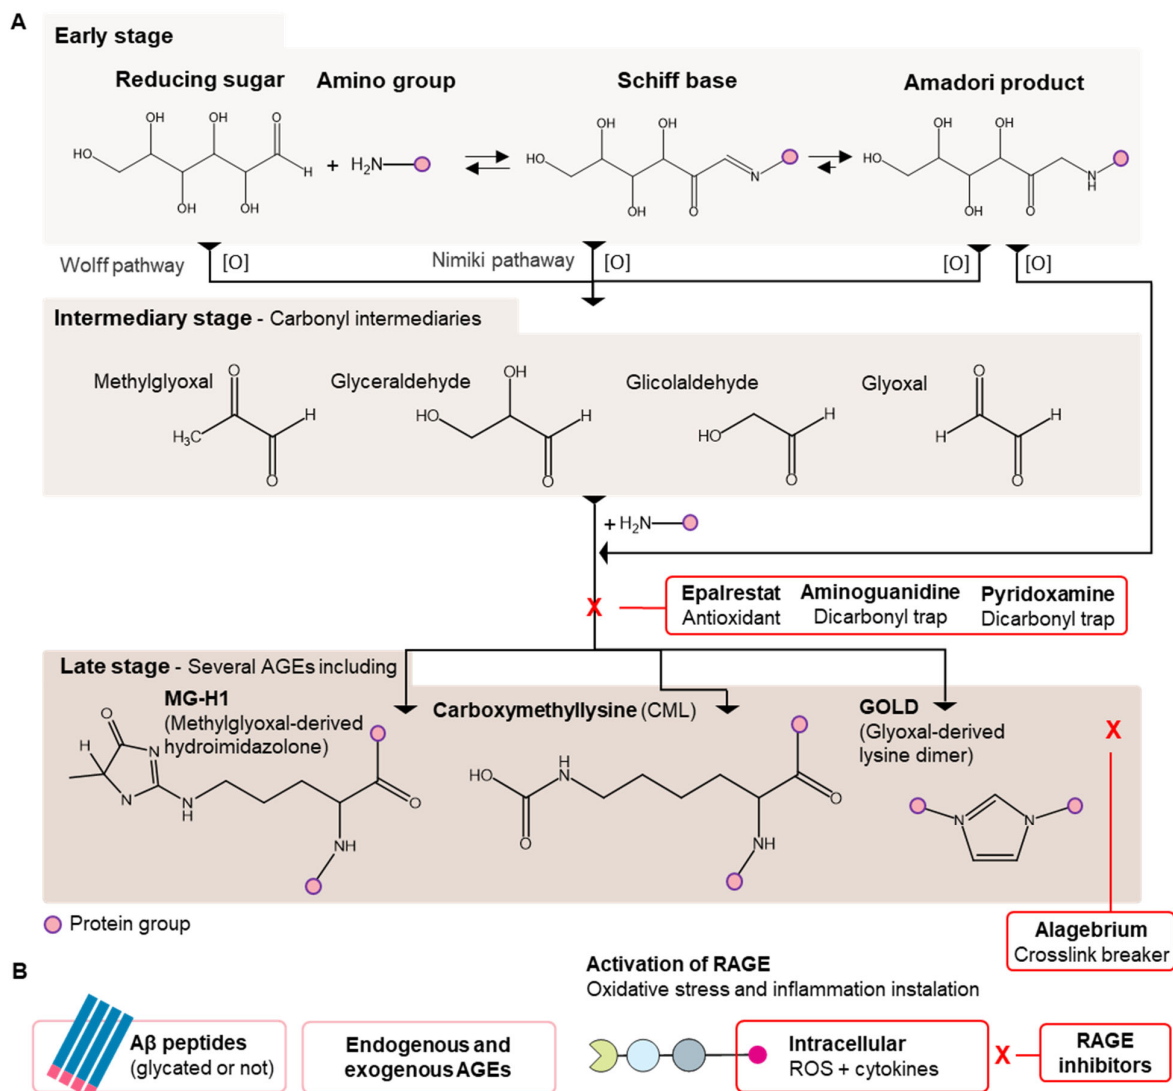 A
Early stage
Reducing sugar
Amino group
Schiff base
Amadori product
OH
OH
O
HO
H
OH
OH
+ H₂N
OH
OH
HO
N
OH
O
OH
OH
HO
N
H
OH
O
Wolff pathway
[O]
Nimiki pathaway
[O]
[O]
[O]
Intermediary stage - Carbonyl intermediaries
Methylglyoxal
O
H
H₃C
O
Glyceraldehyde
OH
HO
H
O
Glicolaldehyde
H
HO
O
Glyoxal
O
H
H
O
+ H₂N
X
Epalrestat
Antioxidant
Aminoguanidine
Dicarbonyl trap
Pyridoxamine
Dicarbonyl trap
Late stage - Several AGEs including
MG-H1
(Methylglyoxal-derived
hydroimidazolone)
O
H
N
N
N
H
O
NH
Carboxymethyllysine (CML)
HO
H
N
O
O
NH
GOLD
(Glyoxal-derived
lysine dimer)
N
N
X
Protein group
Alagebrium
Crosslink breaker
B
Aβ peptides
(glycated or not)
Endogenous and
exogenous AGEs
Activation of RAGE
Oxidative stress and inflammation instalation
Intracellular
ROS + cytokines
X
RAGE
inhibitors